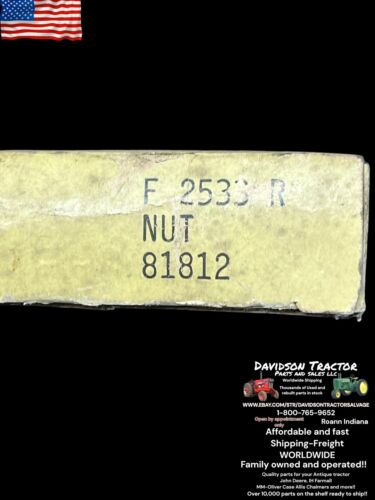 F 2533 R
NUT
81812
DAVIDSON TRACTOR
PARTS AND SALES LLC
Worldwide Shipping
Thousands of Used and
rebuilt parts in stock
WWW.EBAY.COM/STR/DAVIDSONTRACTORSALVAGE
1-800-765-9652
Open by appointment
only
Roann Indiana
Affordable and fast
Shipping-Freight
WORLDWIDE
Family owned and operated!!
Quality parts for your Antique tractor
John Deere, IH Farmall
MM-Oliver Case Allis Chalmers and more!!
Over 10,000 parts on the shelf ready to ship!!